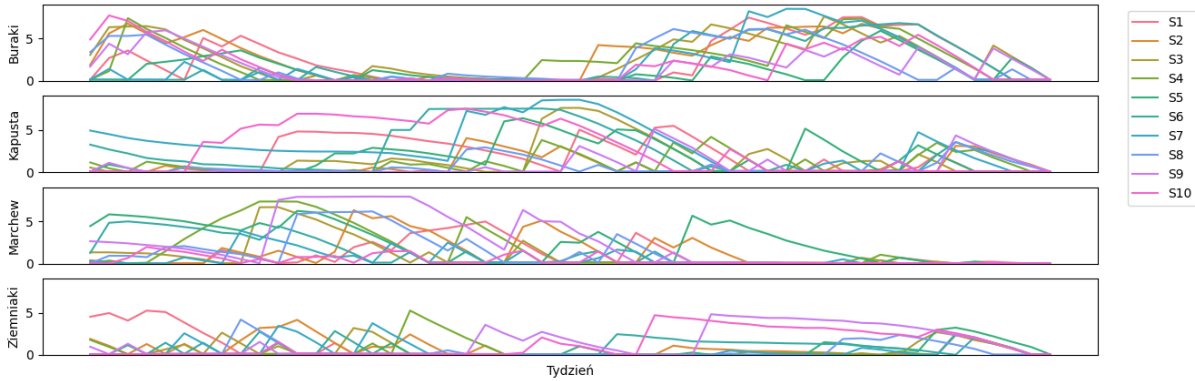 Buraki
5
0
Kapusta
5
0
Marchew
5
0
Ziemniaki
5
0
Tydzień
S1
S2
S3
S4
S5
S6
S7
S8
S9
S10